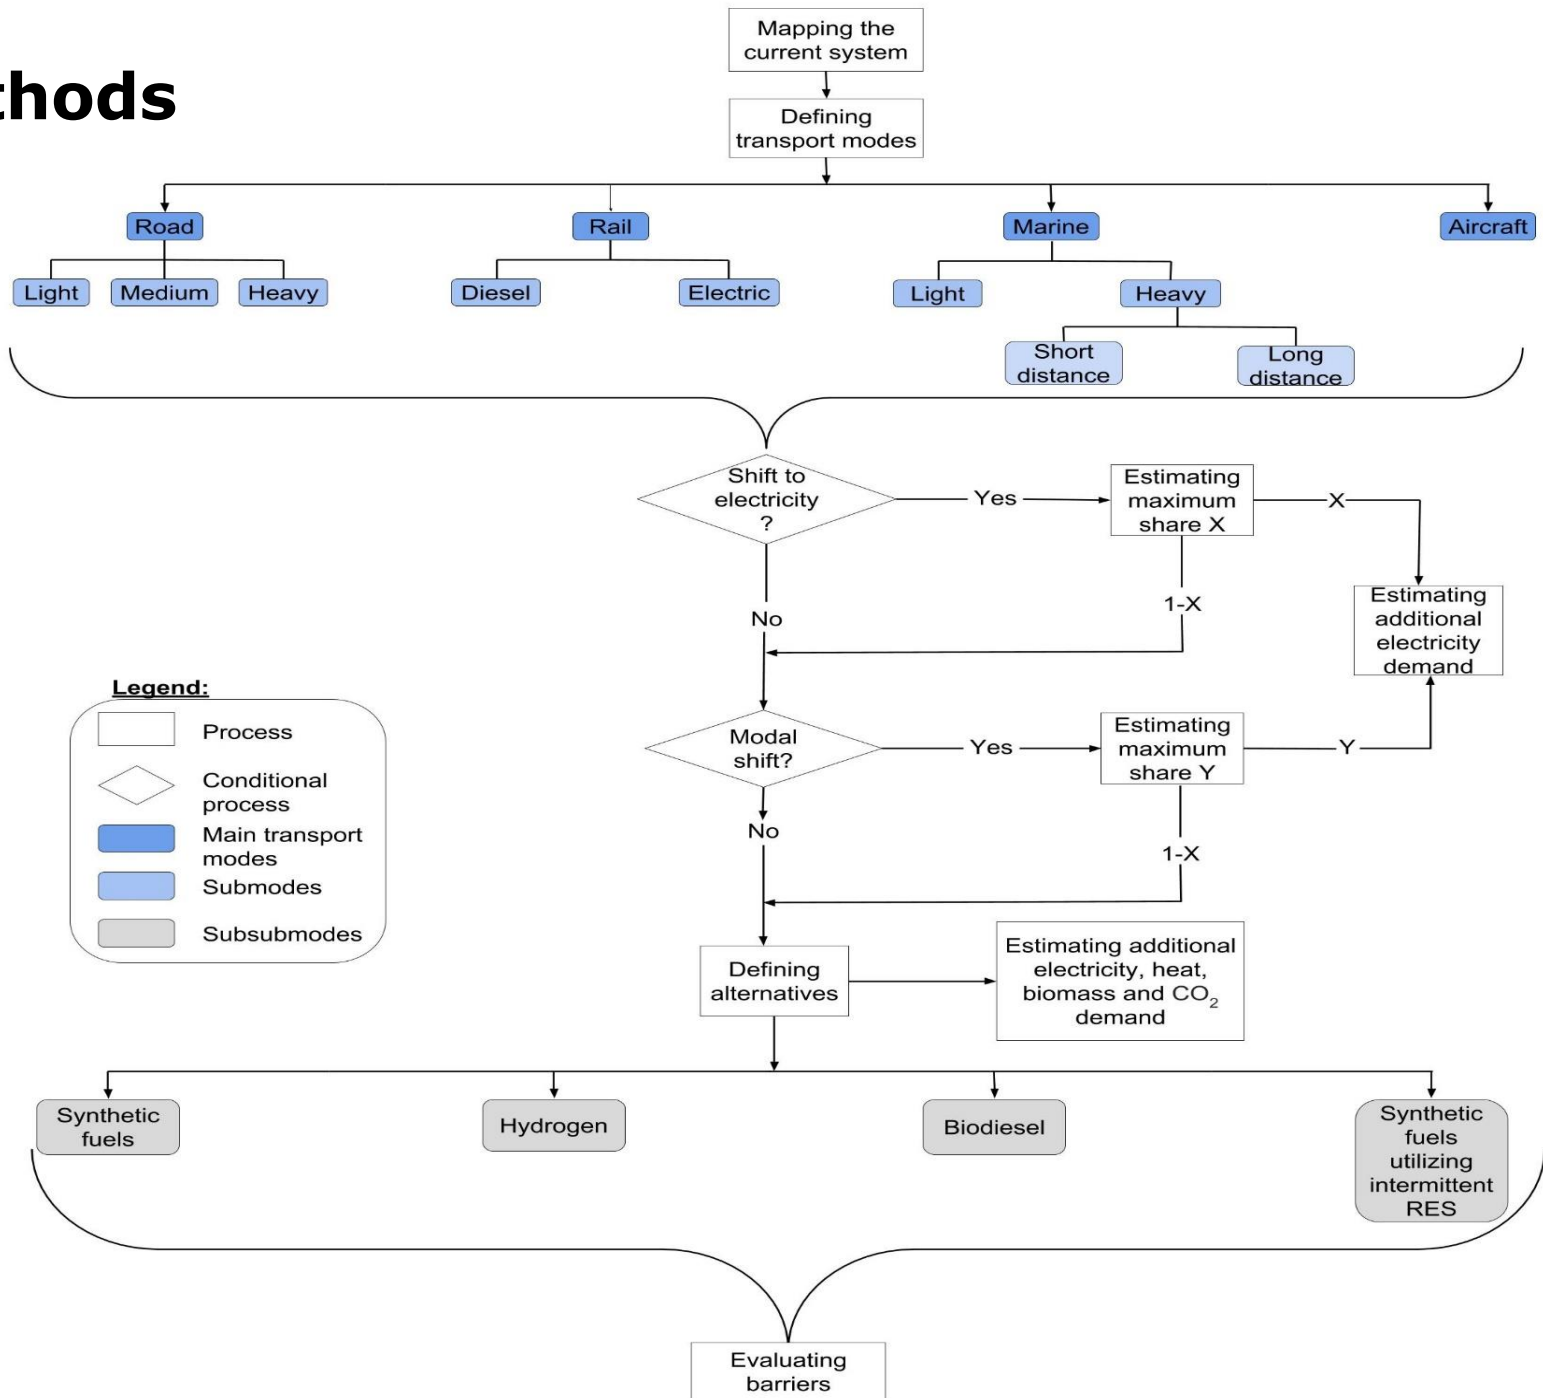 thods
Mapping the
current system
Defining
transport modes
Road
Rail
Marine
Aircraft
Light
Medium
Heavy
Diesel
Electric
Light
Heavy
Short
distance
Long
distance
Shift to
electricity
?
Yes
Estimating
maximum
share X
X
No
1-X
Estimating
additional
electricity
demand
Legend:
Process
Conditional
process
Main transport
modes
Submodes
Subsubmodes
Modal
shift?
Yes
Estimating
maximum
share Y
Y
No
1-X
Defining
alternatives
Estimating additional
electricity, heat,
biomass and CO₂
demand
Synthetic
fuels
Hydrogen
Biodiesel
Synthetic
fuels
utilizing
intermittent
RES
Evaluating
barriers